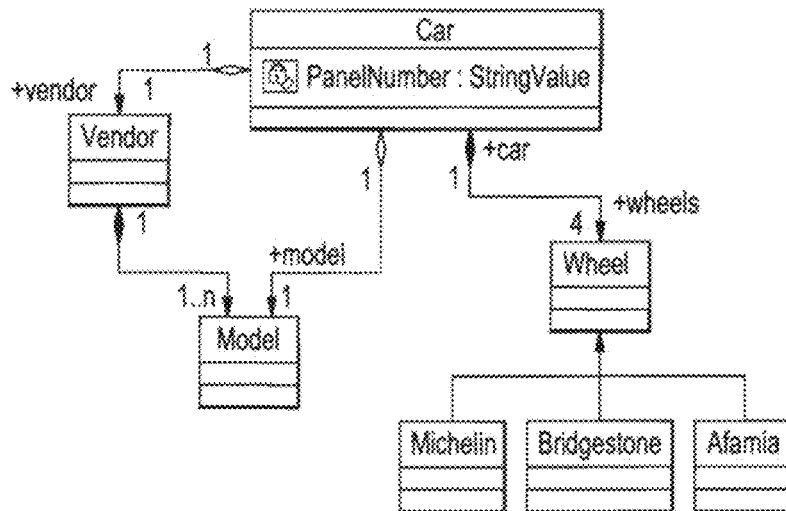 Car
PanelNumber : StringValue
1
1
+vendor
Vendor
1
1
+car
1
+wheels
4
Wheel
1
+model
1..n
1
Model
Michelin
Bridgestone
Afamia